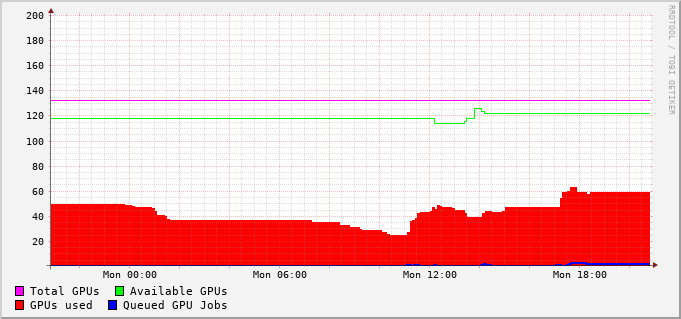 200
180
160
140
120
100
80
60
40
20
Mon 00:00 Mon 06:00 Mon 12:00 Mon 18:00
Total GPUs Available GPUs
GPUs used Queued GPU Jobs
RRDTOOL / TOBI OETIKER